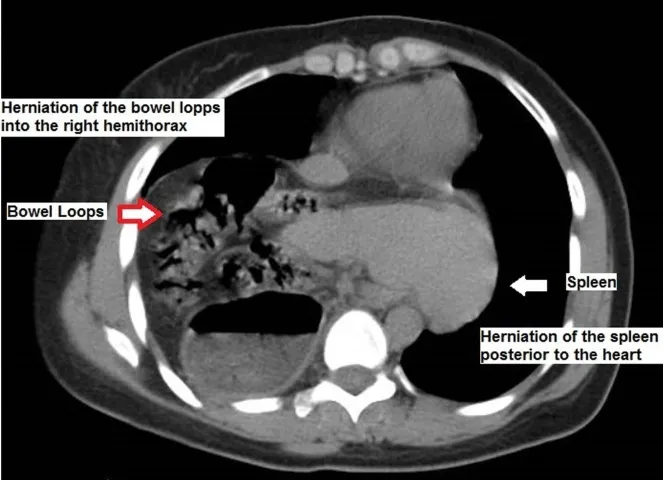 Herniation of the bowel lopps
into the right hemithorax
Bowel Loops
Spleen
Herniation of the spleen
posterior to the heart